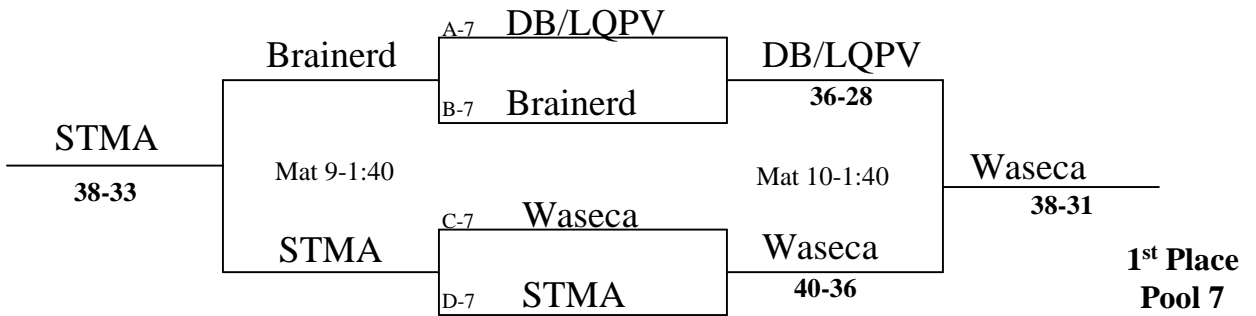 A-7 DB/LQPV
Brainerd
DB/LQPV
36-28
B-7 Brainerd
STMA
38-33
Mat 9-1:40
Mat 10-1:40
Waseca
38-31
C-7 Waseca
STMA
Waseca
40-36
D-7 STMA
1st Place
Pool 7